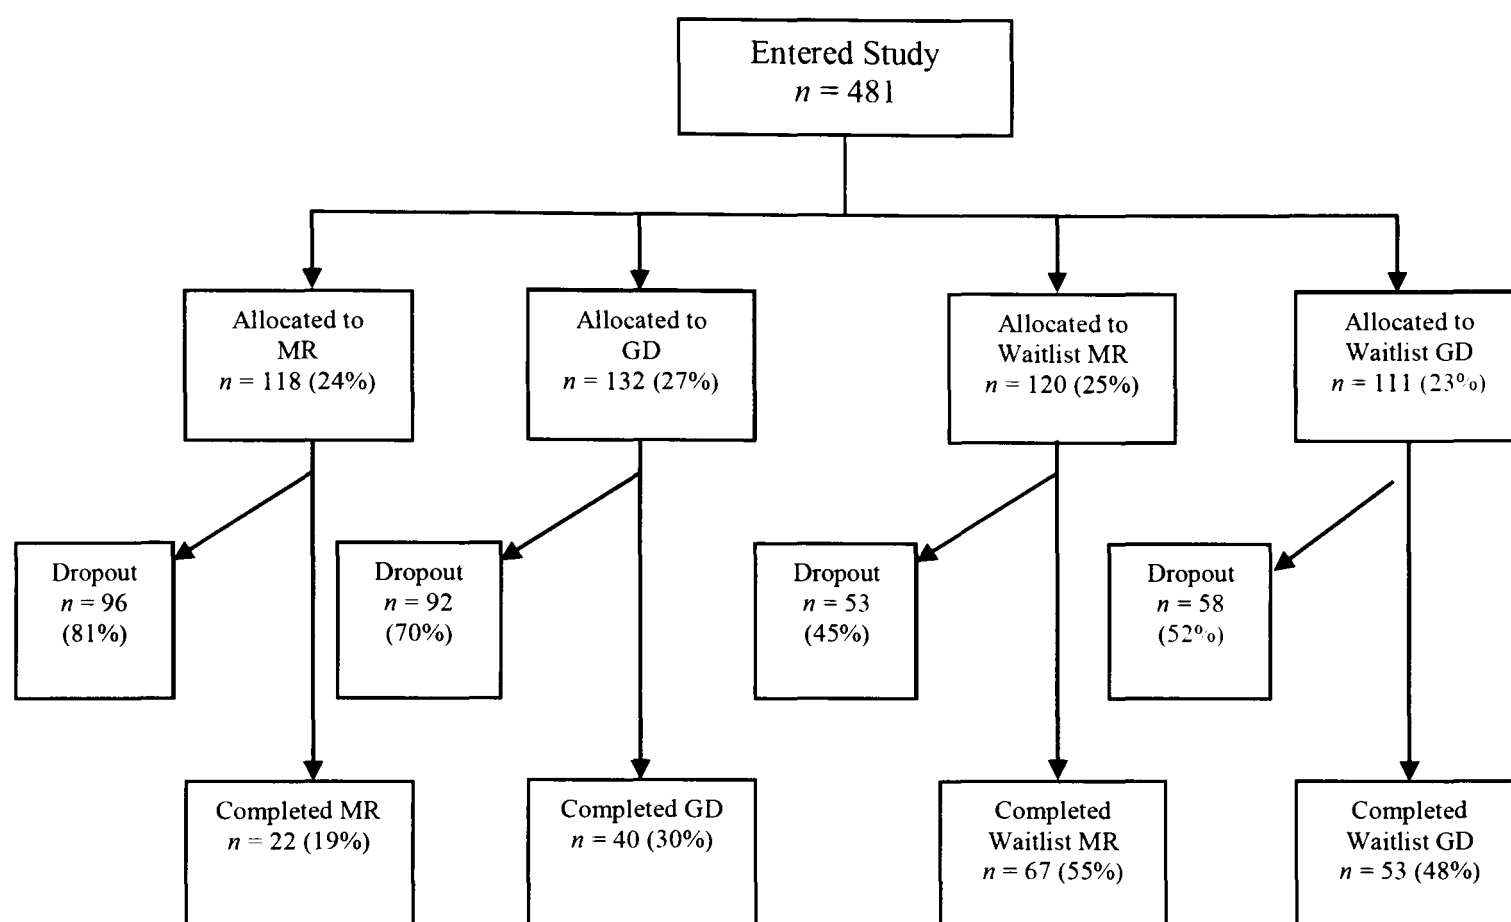 Entered Study
n = 481
Allocated to
MR
n = 118 (24%)
Allocated to
GD
n = 132 (27%)
Allocated to
Waitlist MR
n = 120 (25%)
Allocated to
Waitlist GD
n = 111 (23%)
Dropout
n = 96
(81%)
Dropout
n = 92
(70%)
Dropout
n = 53
(45%)
Dropout
n = 58
(52%)
Completed MR
n = 22 (19%)
Completed GD
n = 40 (30%)
Completed
Waitlist MR
n = 67 (55%)
Completed
Waitlist GD
n = 53 (48%)